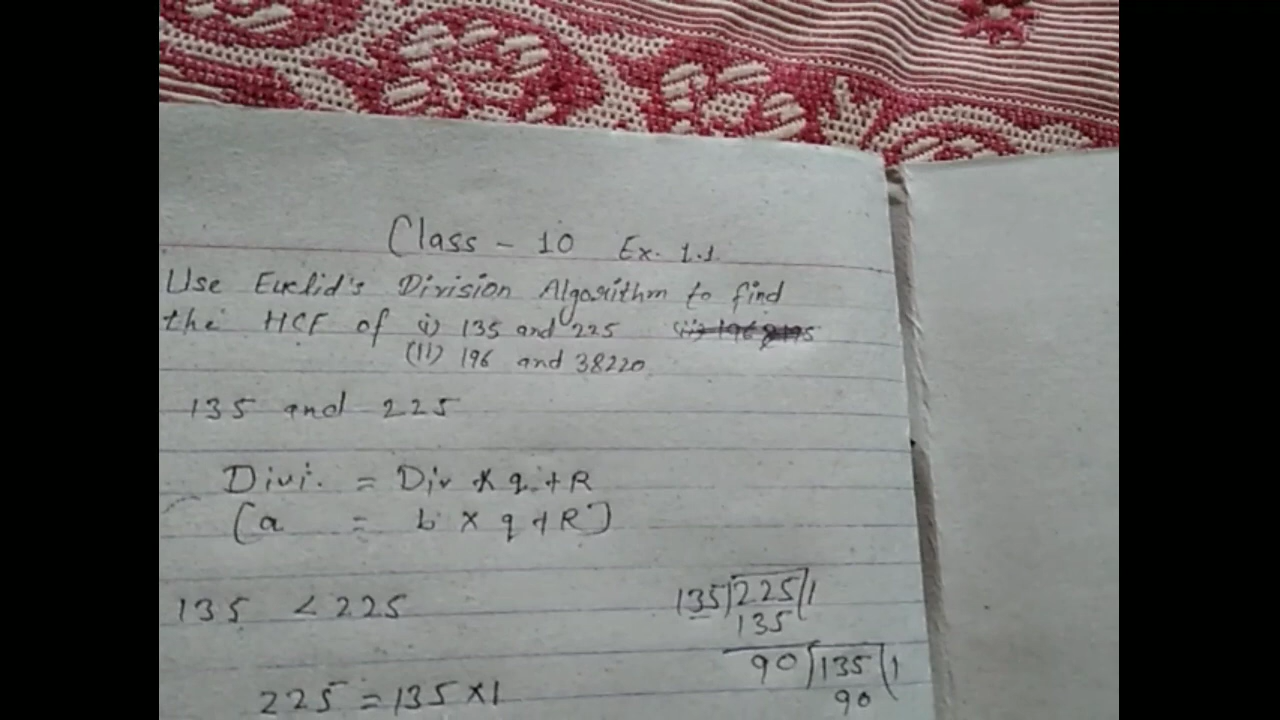 Class - 10 Ex. 1.1
Use Euclid's Division Algorithm to find
the HCF of (i) 135 and 225
(II) 196 and 38220
135 and 225
Divi. = Div × q + R
(a = b × q + R)
135 < 225
225 = 135 × 1
135)225(1
135
90)135(1
90